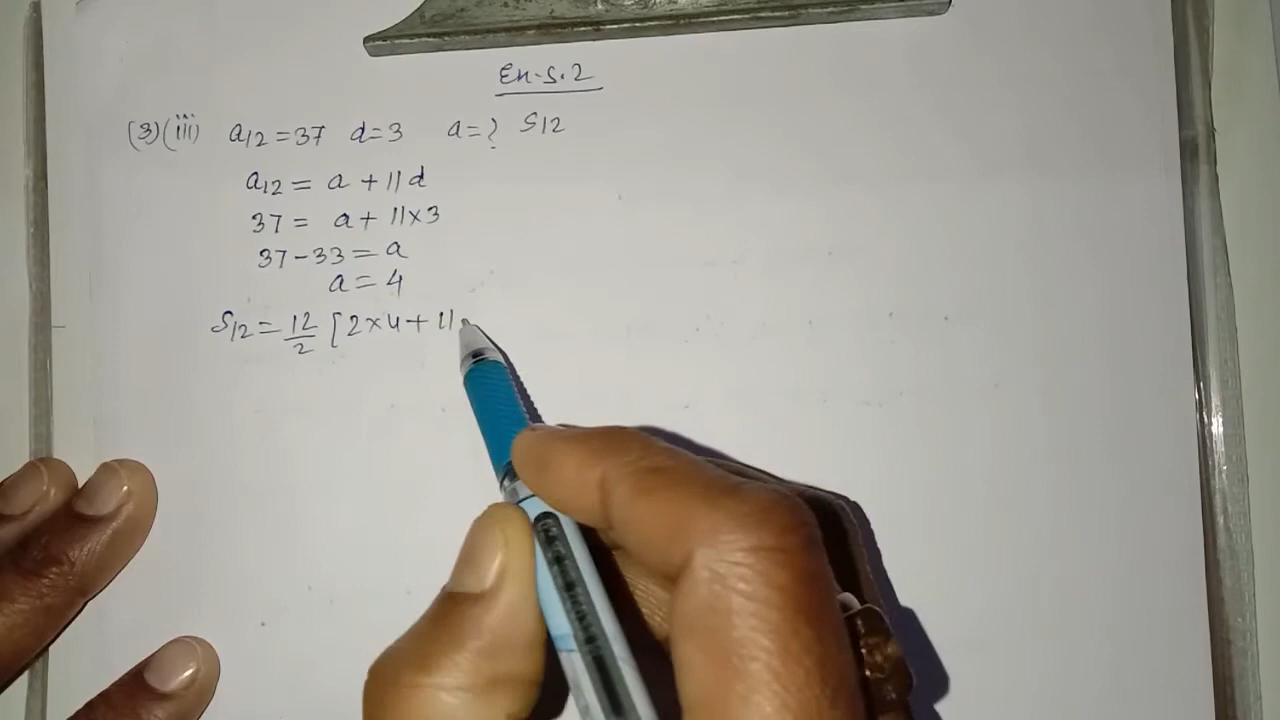 Ex-5.2
(3)(iii) a12 = 37 d=3 a=? S12
a12 = a + 11d
37 = a + 11×3
37-33 = a
a = 4
S12 = 12/2 [2×4+11